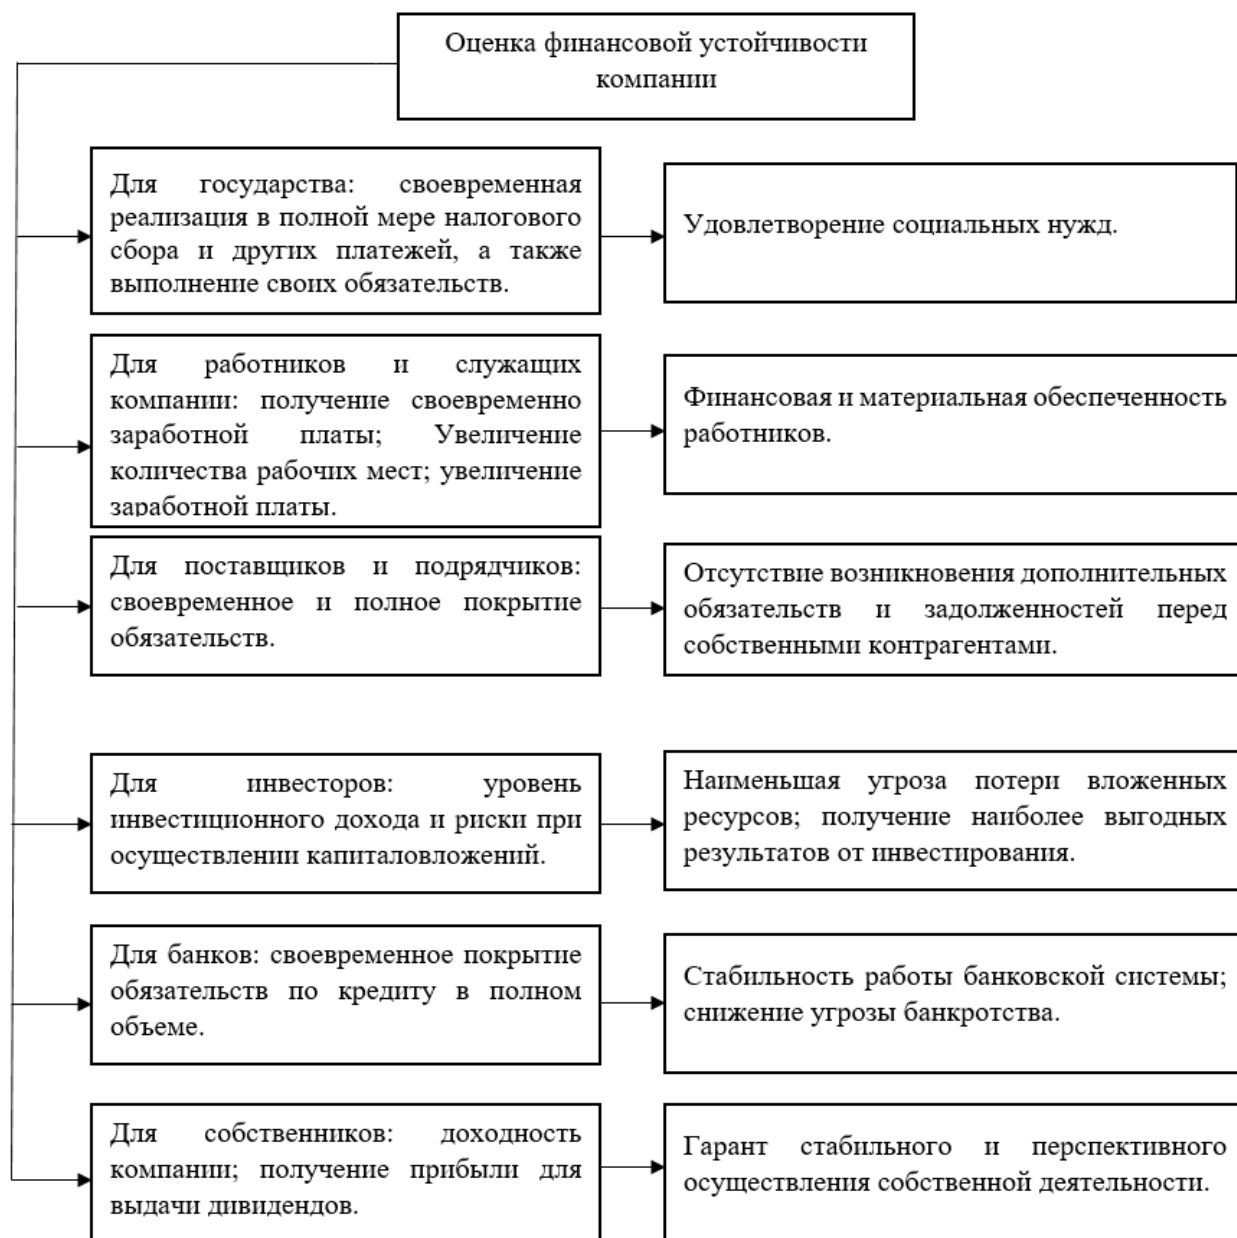 Оценка финансовой устойчивости
компании
Для государства: своевременная
реализация в полной мере налогового
сбора и других платежей, а также
выполнение своих обязательств.
Удовлетворение социальных нужд.
Для работников и служащих
компании: получение своевременно
заработной платы; Увеличение
количества рабочих мест; увеличение
заработной платы.
Финансовая и материальная обеспеченность
работников.
Для поставщиков и подрядчиков:
своевременное и полное покрытие
обязательств.
Отсутствие возникновения дополнительных
обязательств и задолженностей перед
собственными контрагентами.
Для инвесторов: уровень
инвестиционного дохода и риски при
осуществлении капиталовложений.
Наименьшая угроза потери вложенных
ресурсов; получение наиболее выгодных
результатов от инвестирования.
Для банков: своевременное покрытие
обязательств по кредиту в полном
объеме.
Стабильность работы банковской системы;
снижение угрозы банкротства.
Для собственников: доходность
компании; получение прибыли для
выдачи дивидендов.
Гарант стабильного и перспективного
осуществления собственной деятельности.